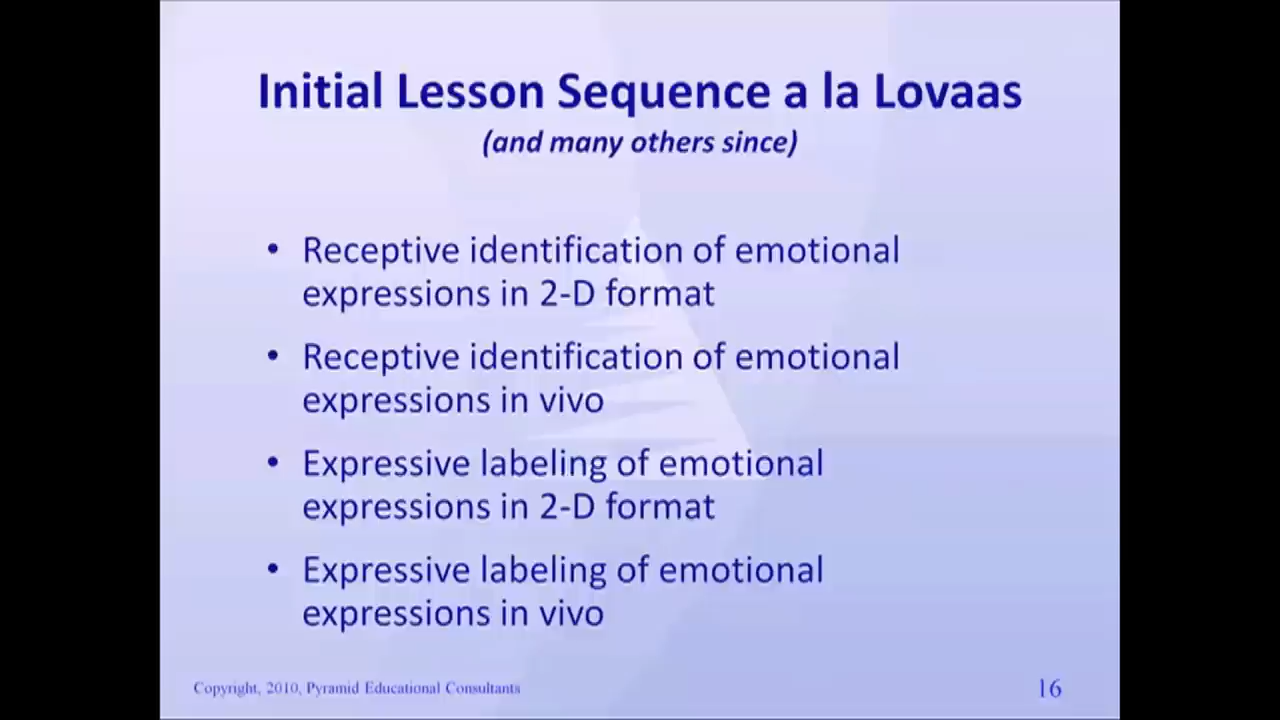 Initial Lesson Sequence a la Lovaas
(and many others since)
• Receptive identification of emotional
expressions in 2-D format
• Receptive identification of emotional
expressions in vivo
• Expressive labeling of emotional
expressions in 2-D format
• Expressive labeling of emotional
expressions in vivo
Copyright, 2010, Pyramid Educational Consultants
16